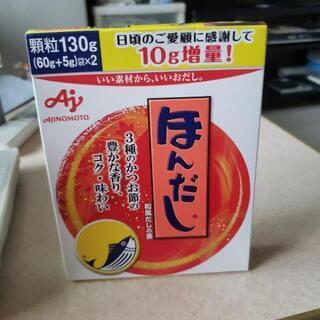 顆粒130g
(60g+5g)袋×2
日頃のご愛顧に感謝して
10g増量!
いい素材から、いいおだし。
Aj
AJINOMOTO
ほんだし
和風だしの素
3種のかつお節の
豊かな香り、
コク・味わい